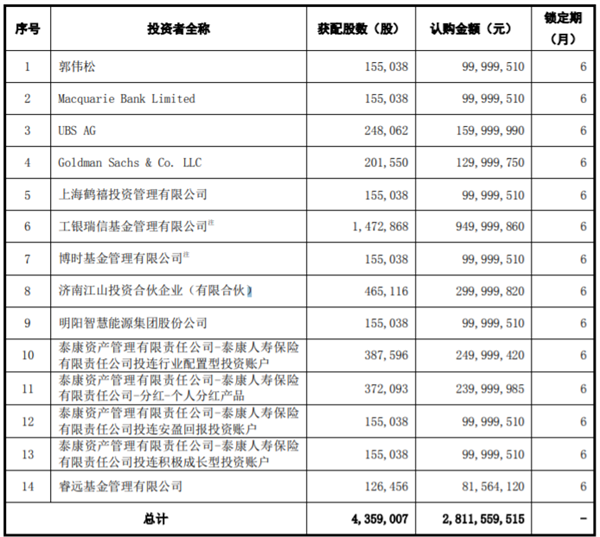 序号 投资者全称 获配股数（股） 认购金额（元） 锁定期
（月）
1 郭伟松 155,038 99,999,510 6
2 Macquarie Bank Limited 155,038 99,999,510 6
3 UBS AG 248,062 159,999,990 6
4 Goldman Sachs & Co. LLC 201,550 129,999,750 6
5 上海鹤禧投资管理有限公司 155,038 99,999,510 6
6 工银瑞信基金管理有限公司注 1,472,868 949,999,860 6
7 博时基金管理有限公司注 155,038 99,999,510 6
8 济南江山投资合伙企业（有限合伙） 465,116 299,999,820 6
9 明阳智慧能源集团股份公司 155,038 99,999,510 6
10 泰康资产管理有限责任公司-泰康人寿保险
有限责任公司投连行业配置型投资账户 387,596 249,999,420 6
11 泰康资产管理有限责任公司-泰康人寿保险
有限责任公司-分红-个人分红产品 372,093 239,999,985 6
12 泰康资产管理有限责任公司-泰康人寿保险
有限责任公司投连安盈回报投资账户 155,038 99,999,510 6
13 泰康资产管理有限责任公司-泰康人寿保险
有限责任公司投连积极成长型投资账户 155,038 99,999,510 6
14 睿远基金管理有限公司 126,456 81,564,120 6
总计 4,359,007 2,811,559,515 -